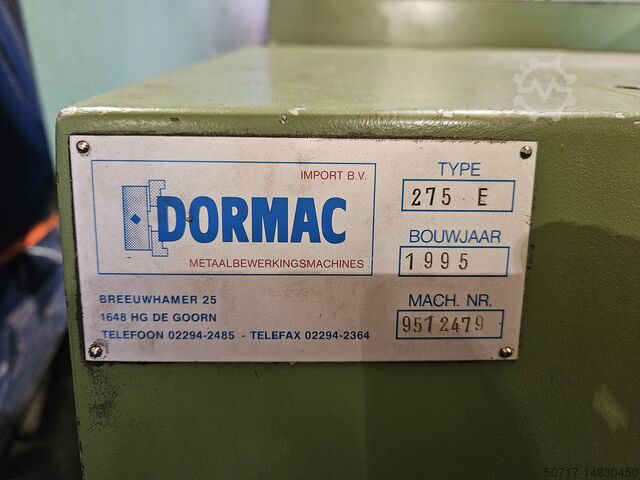 IMPORT B.V.
DORMAC
METAALBEWERKINGSMACHINES
BREEUWHAMER 25
1648 HG DE GOORN
TELEFOON 02294-2485 - TELEFAX 02294-2364
TYPE
275 E
BOUWJAAR
1995
MACH. NR.
9512479
50717-14830450